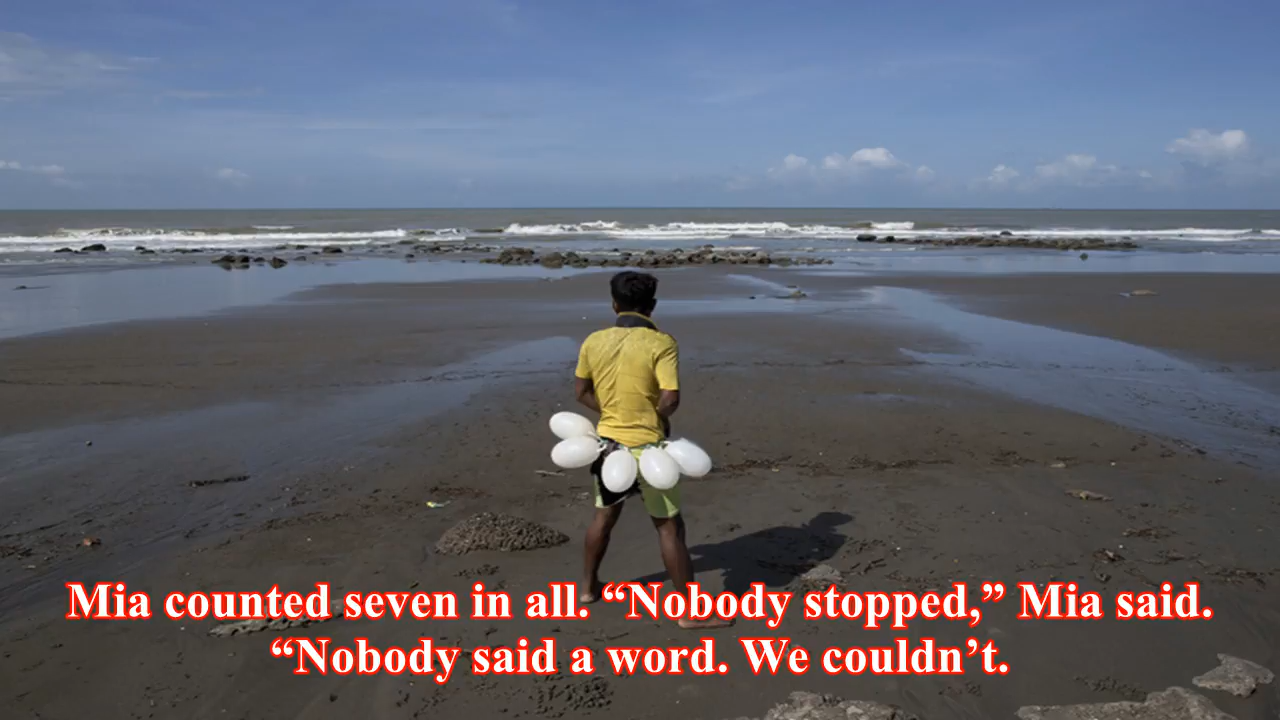 Mia counted seven in all. “Nobody stopped,” Mia said.
“Nobody said a word. We couldn’t.